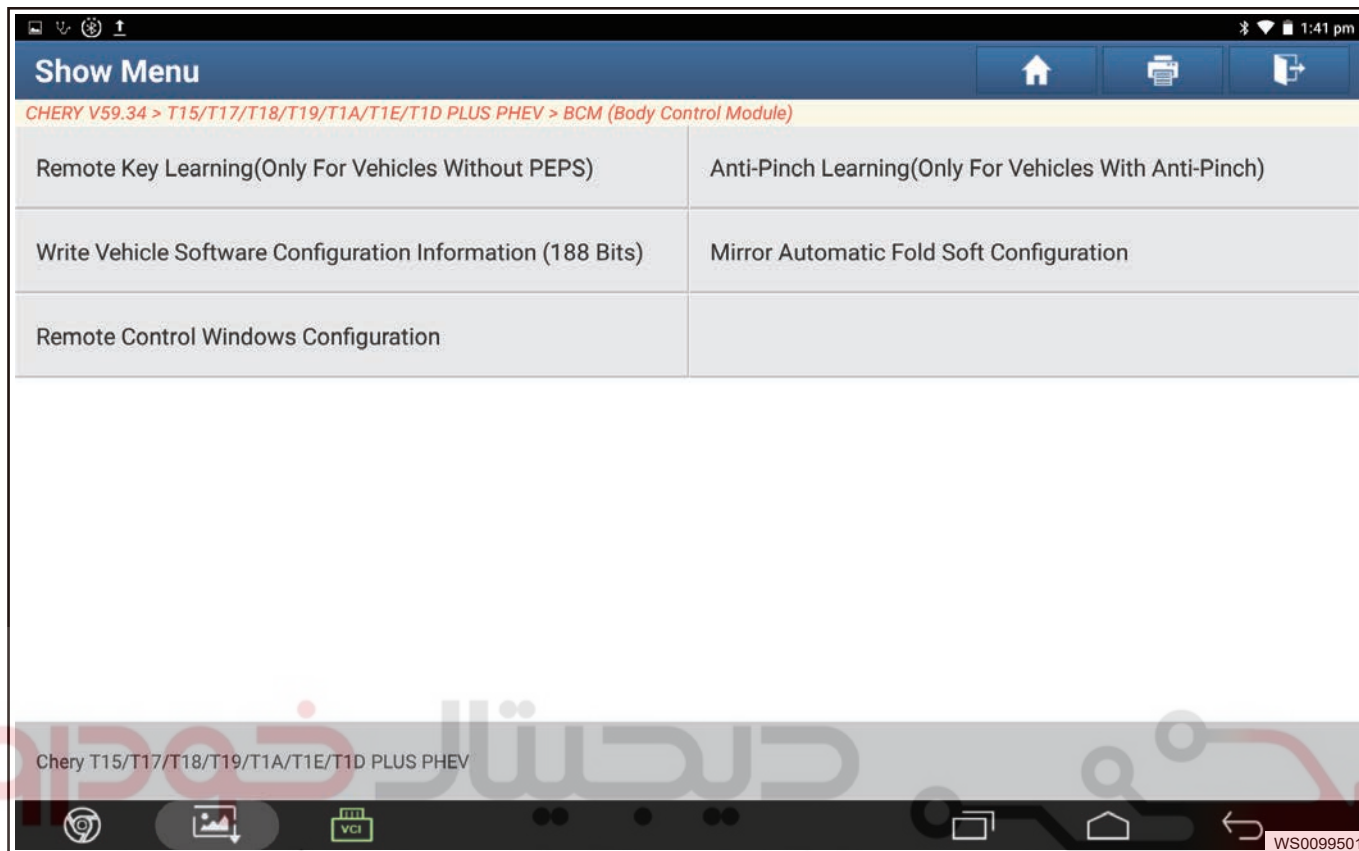 1:41 pm
Show Menu
CHERY V59.34 > T15/T17/T18/T19/T1A/T1E/T1D PLUS PHEV > BCM (Body Control Module)
Remote Key Learning(Only For Vehicles Without PEPS)
Anti-Pinch Learning(Only For Vehicles With Anti-Pinch)
Write Vehicle Software Configuration Information (188 Bits)
Mirror Automatic Fold Soft Configuration
Remote Control Windows Configuration
دیجیتال خودرو
Chery T15/T17/T18/T19/T1A/T1E/T1D PLUS PHEV
VCI
WS0099501